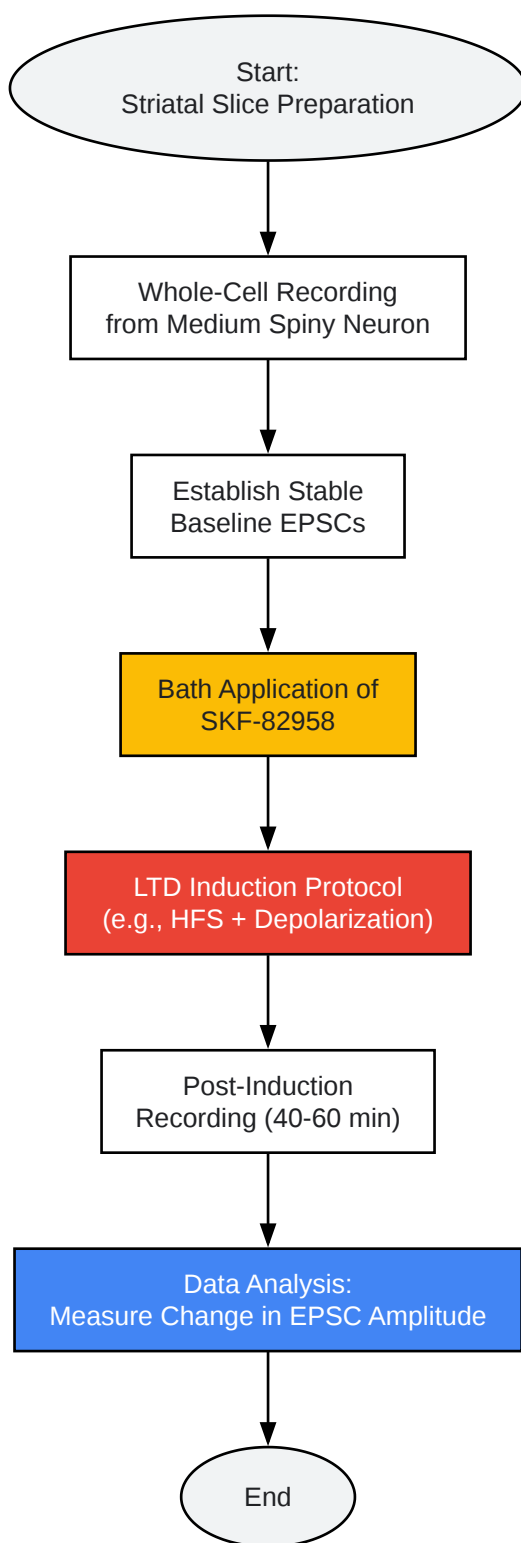 Start:
Striatal Slice Preparation
Whole-Cell Recording
from Medium Spiny Neuron
Establish Stable
Baseline EPSCs
Bath Application of
SKF-82958
LTD Induction Protocol
(e.g., HFS + Depolarization)
Post-Induction
Recording (40-60 min)
Data Analysis:
Measure Change in EPSC Amplitude
End